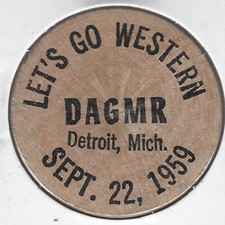 LET'S GO WESTERN
DAGMR
Detroit, Mich.
SEPT. 22, 1959